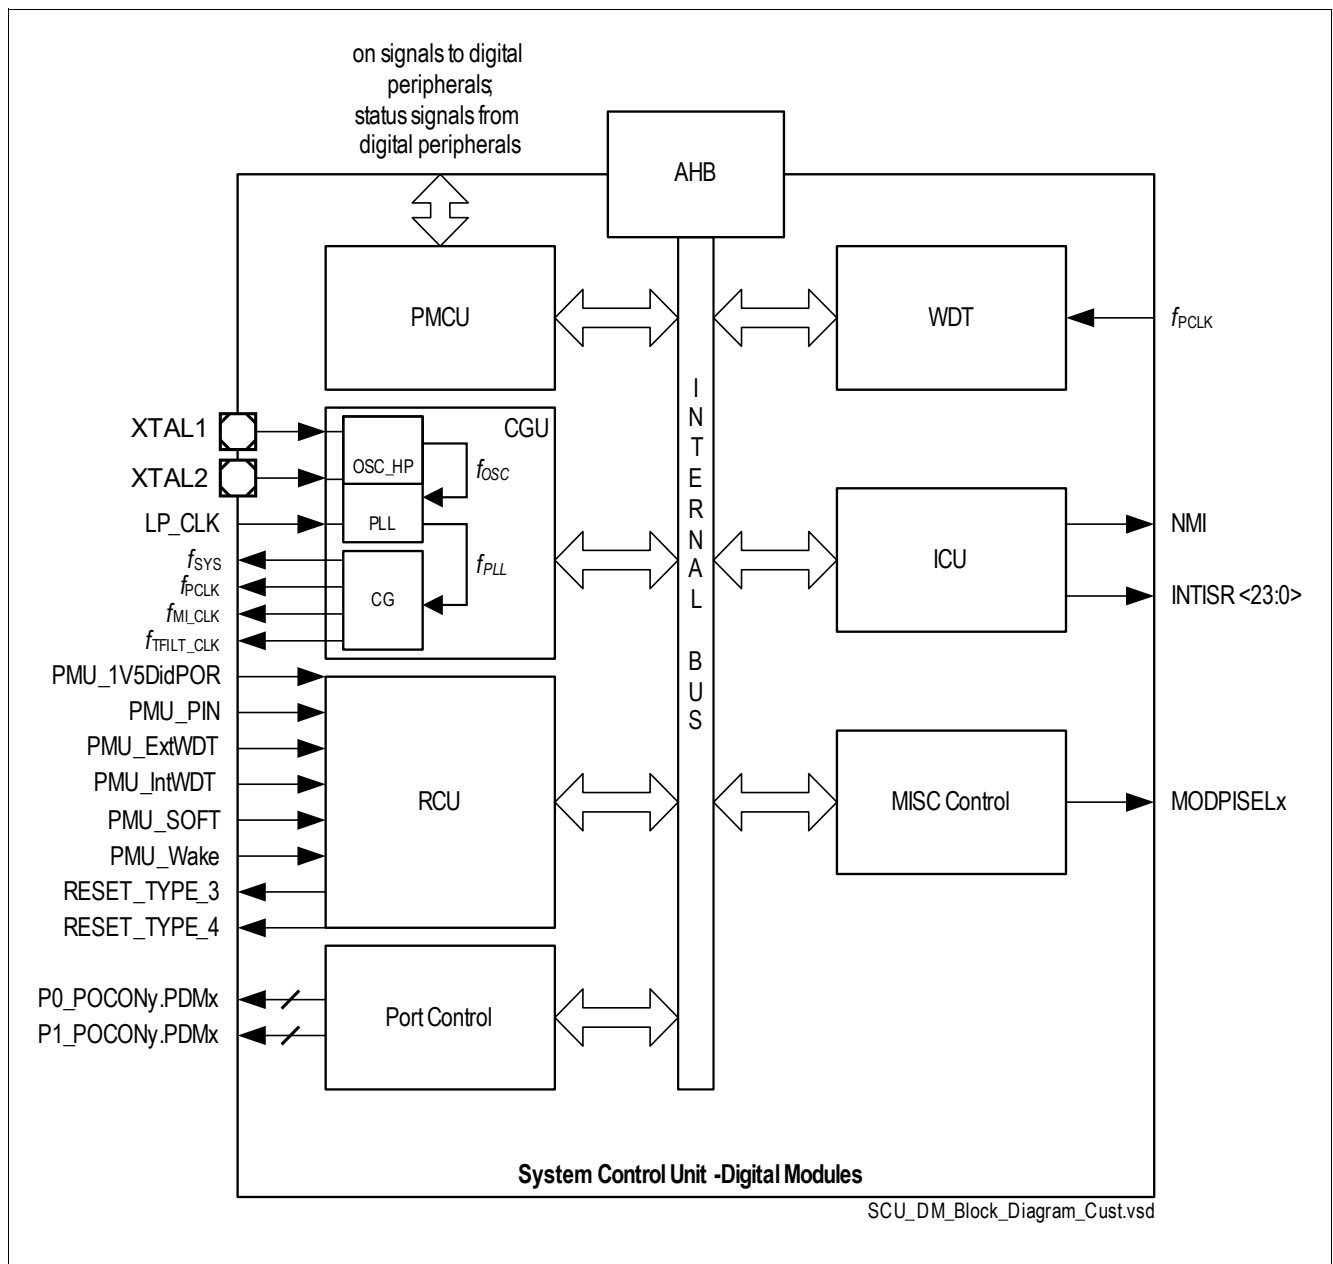 on signals to digital
peripherals;
status signals from
digital peripherals
AHB
PMCU
WDT
fPCLK
INTERNAL BUS
XTAL1
XTAL2
LP_CLK
fSYS
fPCLK
fMI_CLK
fTFILT_CLK
CGU
OSC_HP
fOSC
PLL
fPLL
CG
ICU
NMI
INTISR <23:0>
PMU_1V5DidPOR
PMU_PIN
PMU_ExtWDT
PMU_IntWDT
PMU_SOFT
PMU_Wake
RESET_TYPE_3
RESET_TYPE_4
RCU
MISC Control
MODPISELx
P0_POCONy.PDMx
P1_POCONy.PDMx
Port Control
System Control Unit -Digital Modules
SCU_DM_Block_Diagram_Cust.vsd